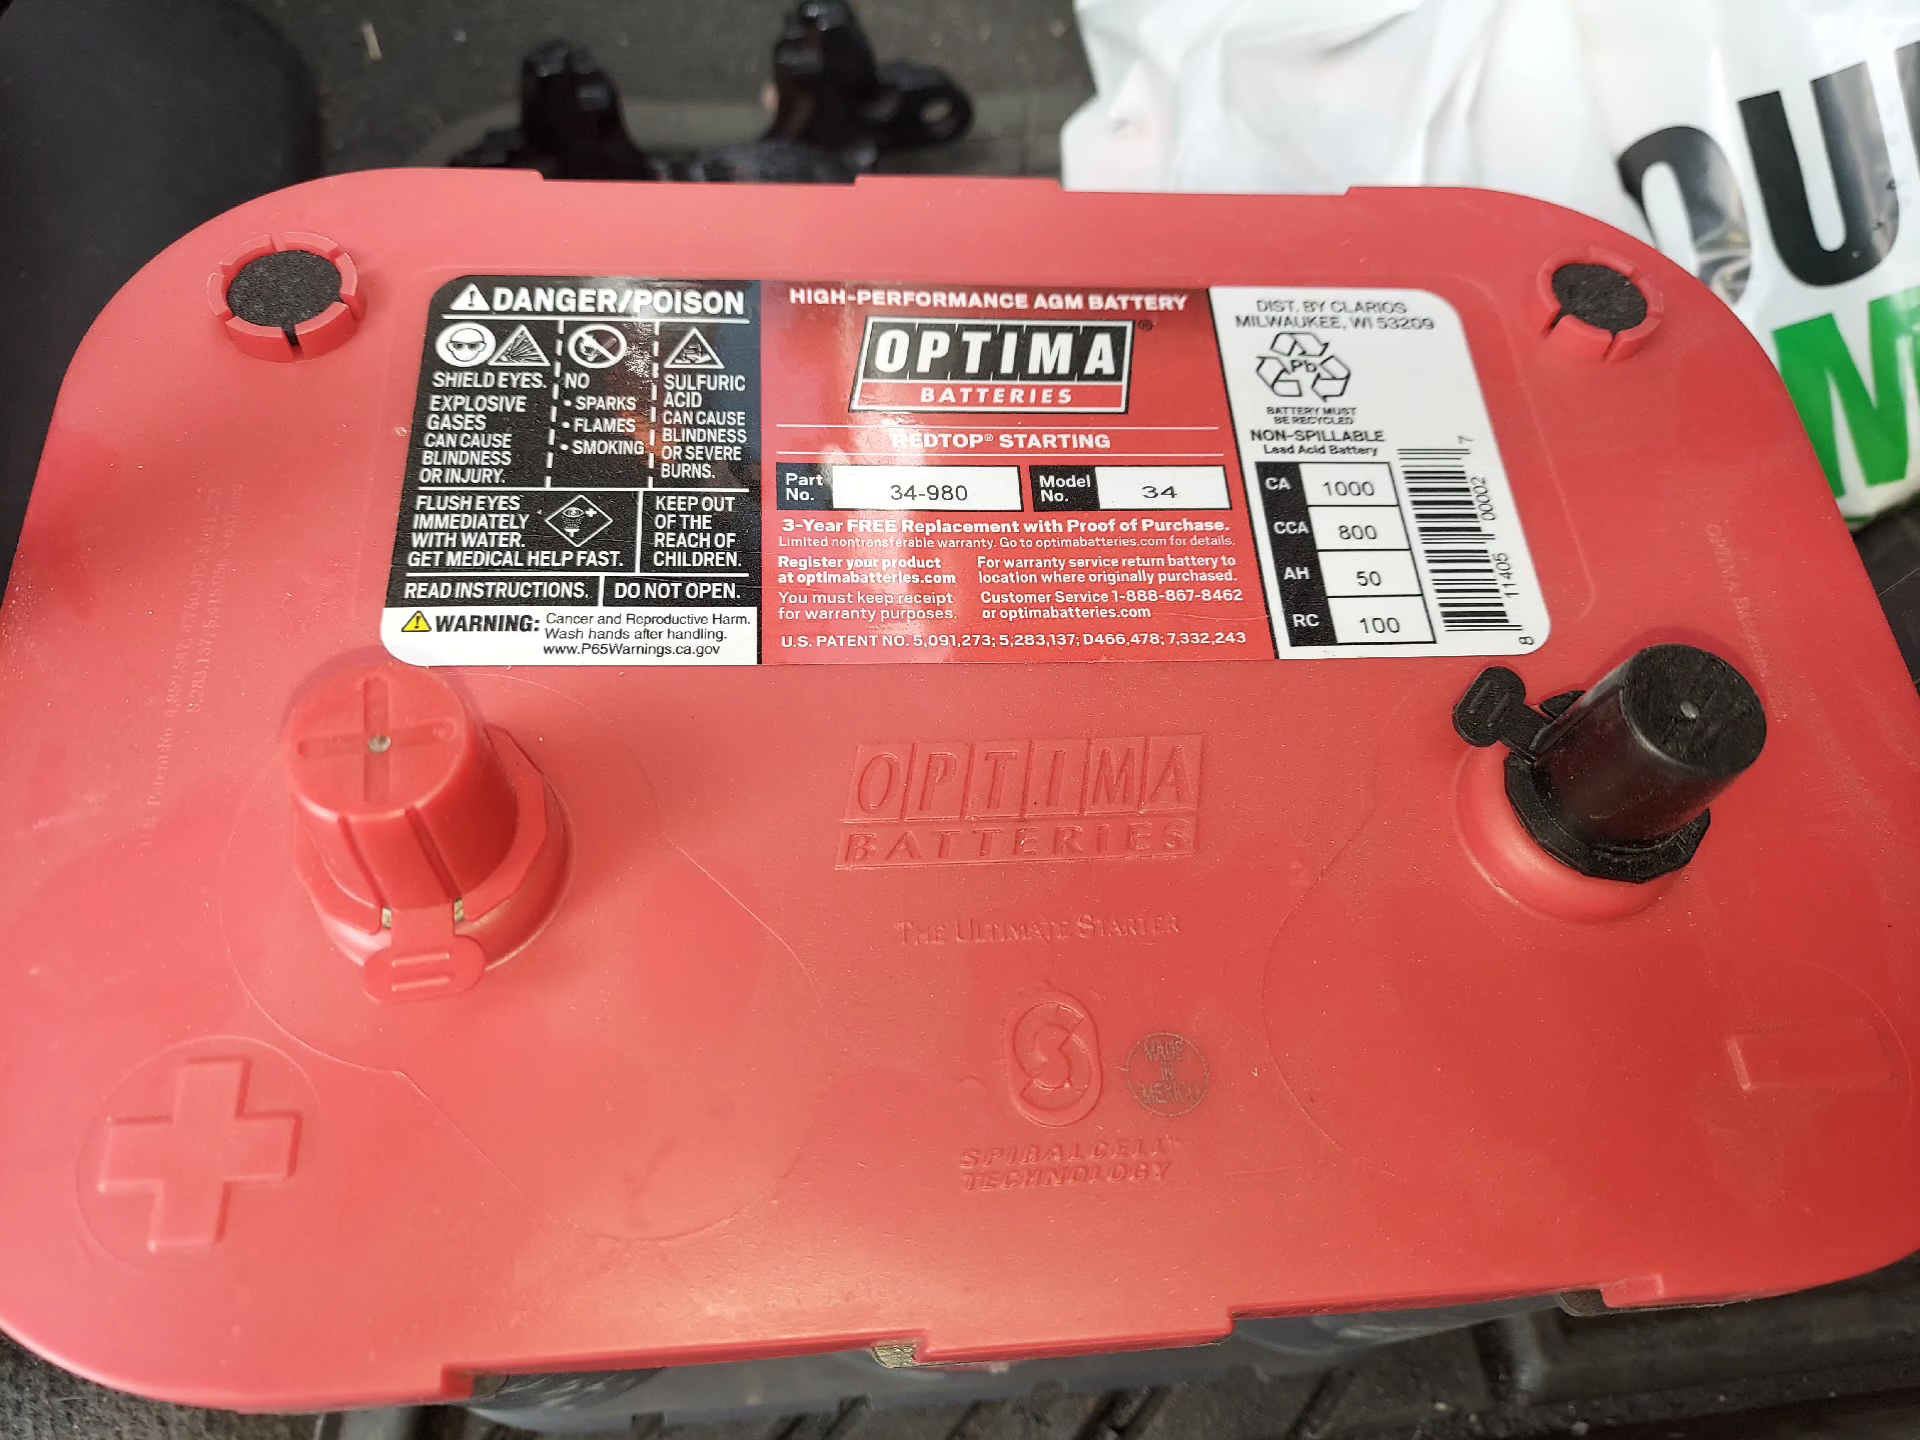 DANGER/POISON
SHIELD EYES.
EXPLOSIVE
GASES
CAN CAUSE
BLINDNESS
OR INJURY.
NO
• SPARKS
• FLAMES
• SMOKING
SULFURIC
ACID
CAN CAUSE
BLINDNESS
OR SEVERE
BURNS.
FLUSH EYES
IMMEDIATELY
WITH WATER.
GET MEDICAL HELP FAST.
KEEP OUT
OF THE
REACH OF
CHILDREN.
READ INSTRUCTIONS.
DO NOT OPEN.
WARNING: Cancer and Reproductive Harm.
Wash hands after handling.
www.P65Warnings.ca.gov
HIGH-PERFORMANCE AGM BATTERY
OPTIMA®
BATTERIES
REDTOP® STARTING
Part No. 34-980
Model No. 34
3-Year FREE Replacement with Proof of Purchase.
Limited nontransferable warranty. Go to optimabatteries.com for details.
Register your product
at optimabatteries.com
You must keep receipt
for warranty purposes.
For warranty service return battery to
location where originally purchased.
Customer Service 1-888-867-8462
or optimabatteries.com
U.S. PATENT NO. 5,091,273; 5,283,137; D466,478; 7,332,243
DIST. BY CLARIOS
MILWAUKEE, WI 53209
Pb
BATTERY MUST
BE RECYCLED
NON-SPILLABLE
Lead Acid Battery
CA 1000
CCA 800
AH 50
RC 100
8 11405 00002 7
OPTIMA
BATTERIES
THE ULTIMATE STARTER
MADE
IN
MEXICO
SPIRALCELL
TECHNOLOGY